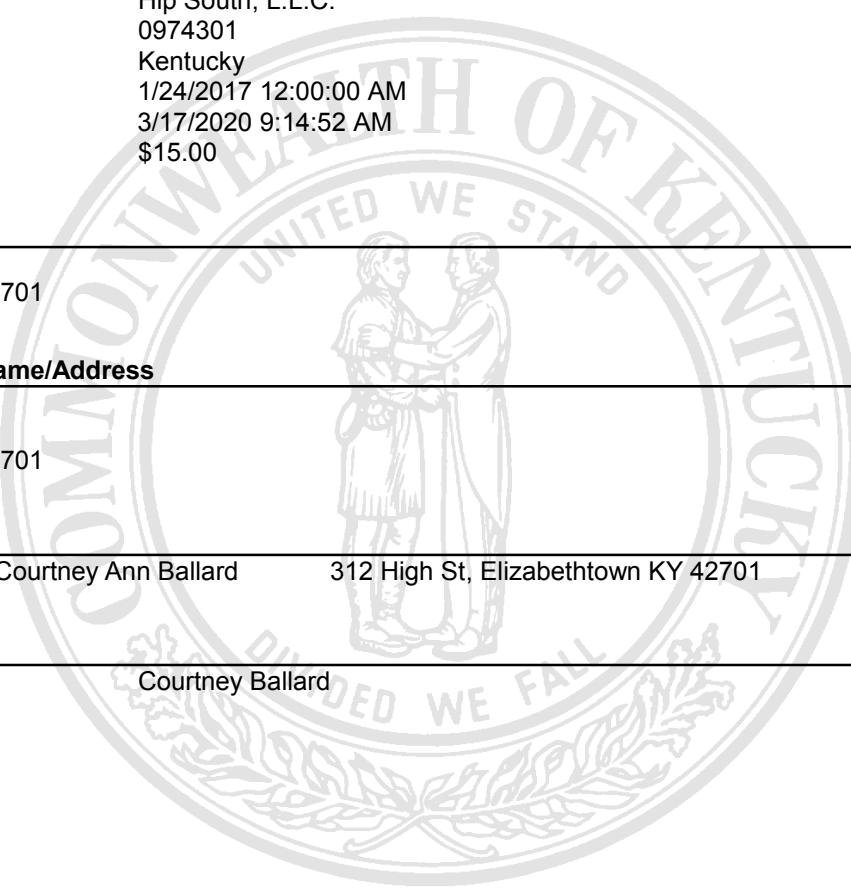 Hip South, L.L.C.
0974301
Kentucky
1/24/2017 12:00:00 AM
3/17/2020 9:14:52 AM
$15.00
COMMONWEALTH OF KENTUCKY
UNITED WE STAND
701
ame/Address
701
Courtney Ann Ballard 312 High St, Elizabethtown KY 42701
DIVIDED WE FALL
Courtney Ballard